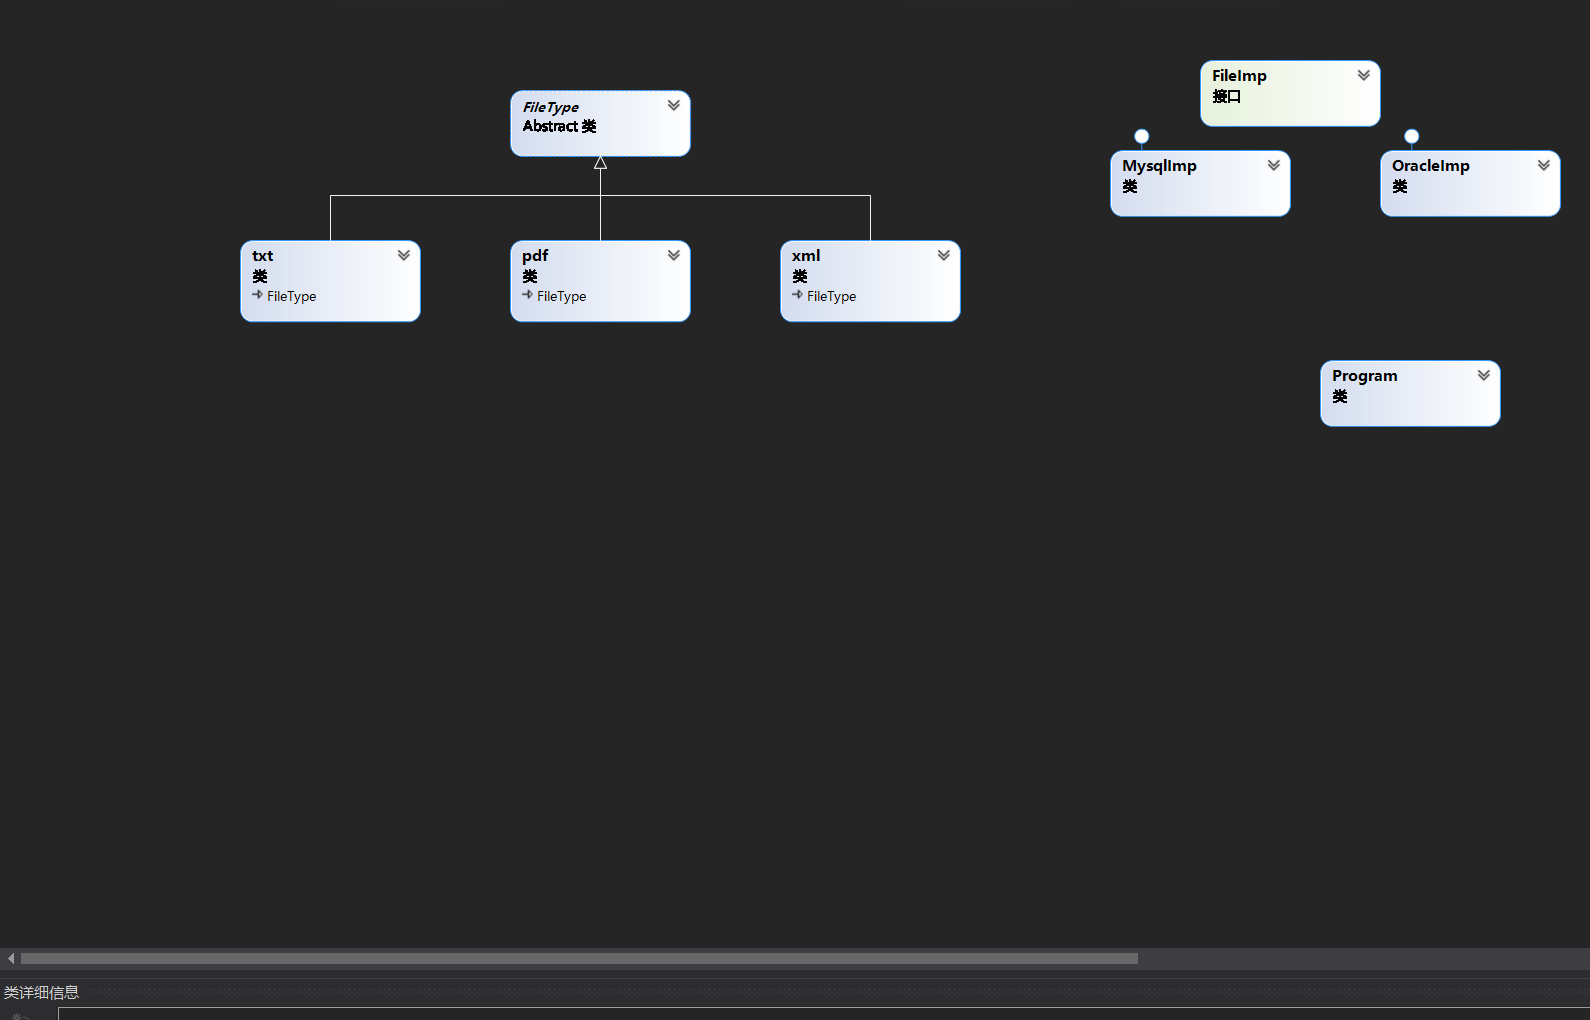 FileType
Abstract 类
txt
类
FileType
pdf
类
FileType
xml
类
FileType
FileImp
接口
MysqlImp
类
OracleImp
类
Program
类
类详细信息